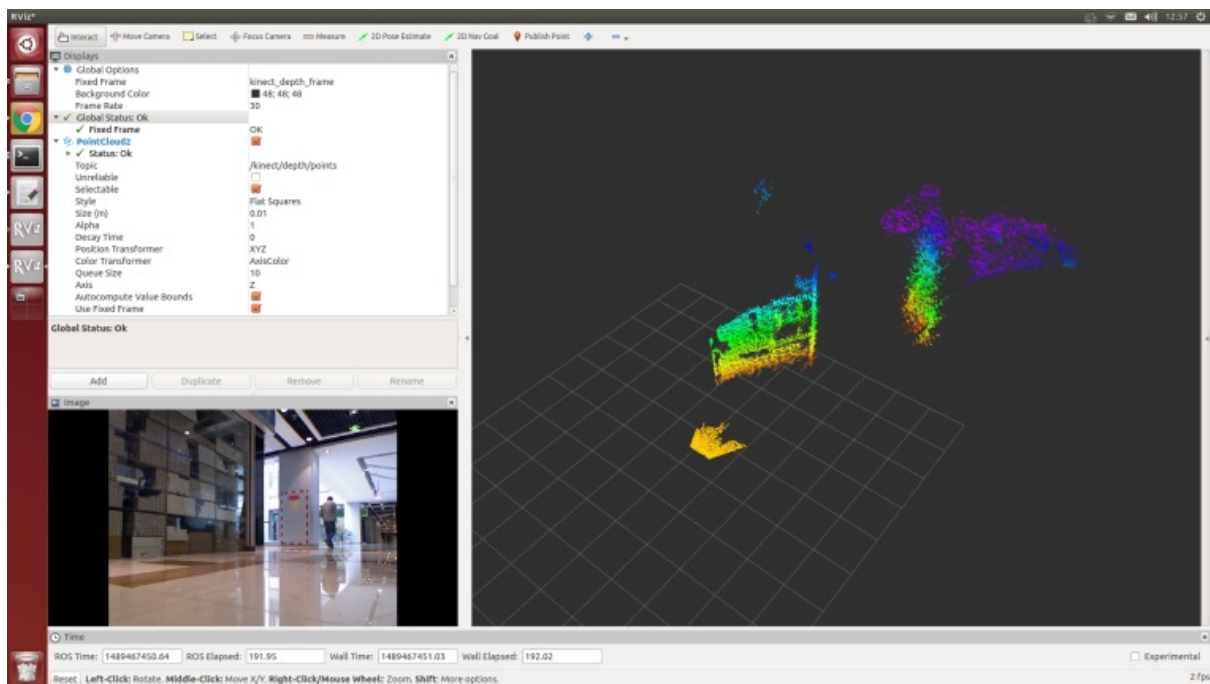 RViz*
12:57
Interact Move Camera Select Focus Camera Measure 2D Pose Estimate 2D Nav Goal Publish Point
Displays
Global Options
Fixed Frame kinect_depth_frame
Background Color 48; 48; 48
Frame Rate 30
Global Status: Ok
Fixed Frame OK
PointCloud2
Status: Ok
Topic /kinect/depth/points
Unreliable
Selectable
Style Flat Squares
Size (m) 0.01
Alpha 1
Decay Time 0
Position Transformer XYZ
Color Transformer AxisColor
Queue Size 10
Axis Z
Autocompute Value Bounds
Use Fixed Frame
Global Status: Ok
Add Duplicate Remove Rename
Image
RViz
RViz
Time
ROS Time: 1489467450.64 ROS Elapsed: 191.95 Wall Time: 1489467451.03 Wall Elapsed: 192.02 Experimental
Reset Left-Click: Rotate. Middle-Click: Move X/Y. Right-Click/Mouse Wheel: Zoom. Shift: More options. 2 fps